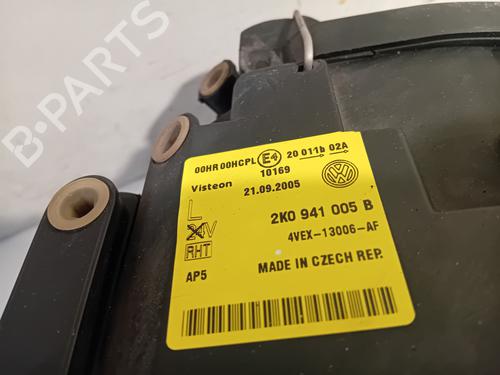 00HR 00HCPL E4 20 011b 02A
10169
Visteon 21.09.2005
L
24V
2K0 941 005 B
RHT
4VEX-13006-AF
AP5 MADE IN CZECH REP.
B-PARTS